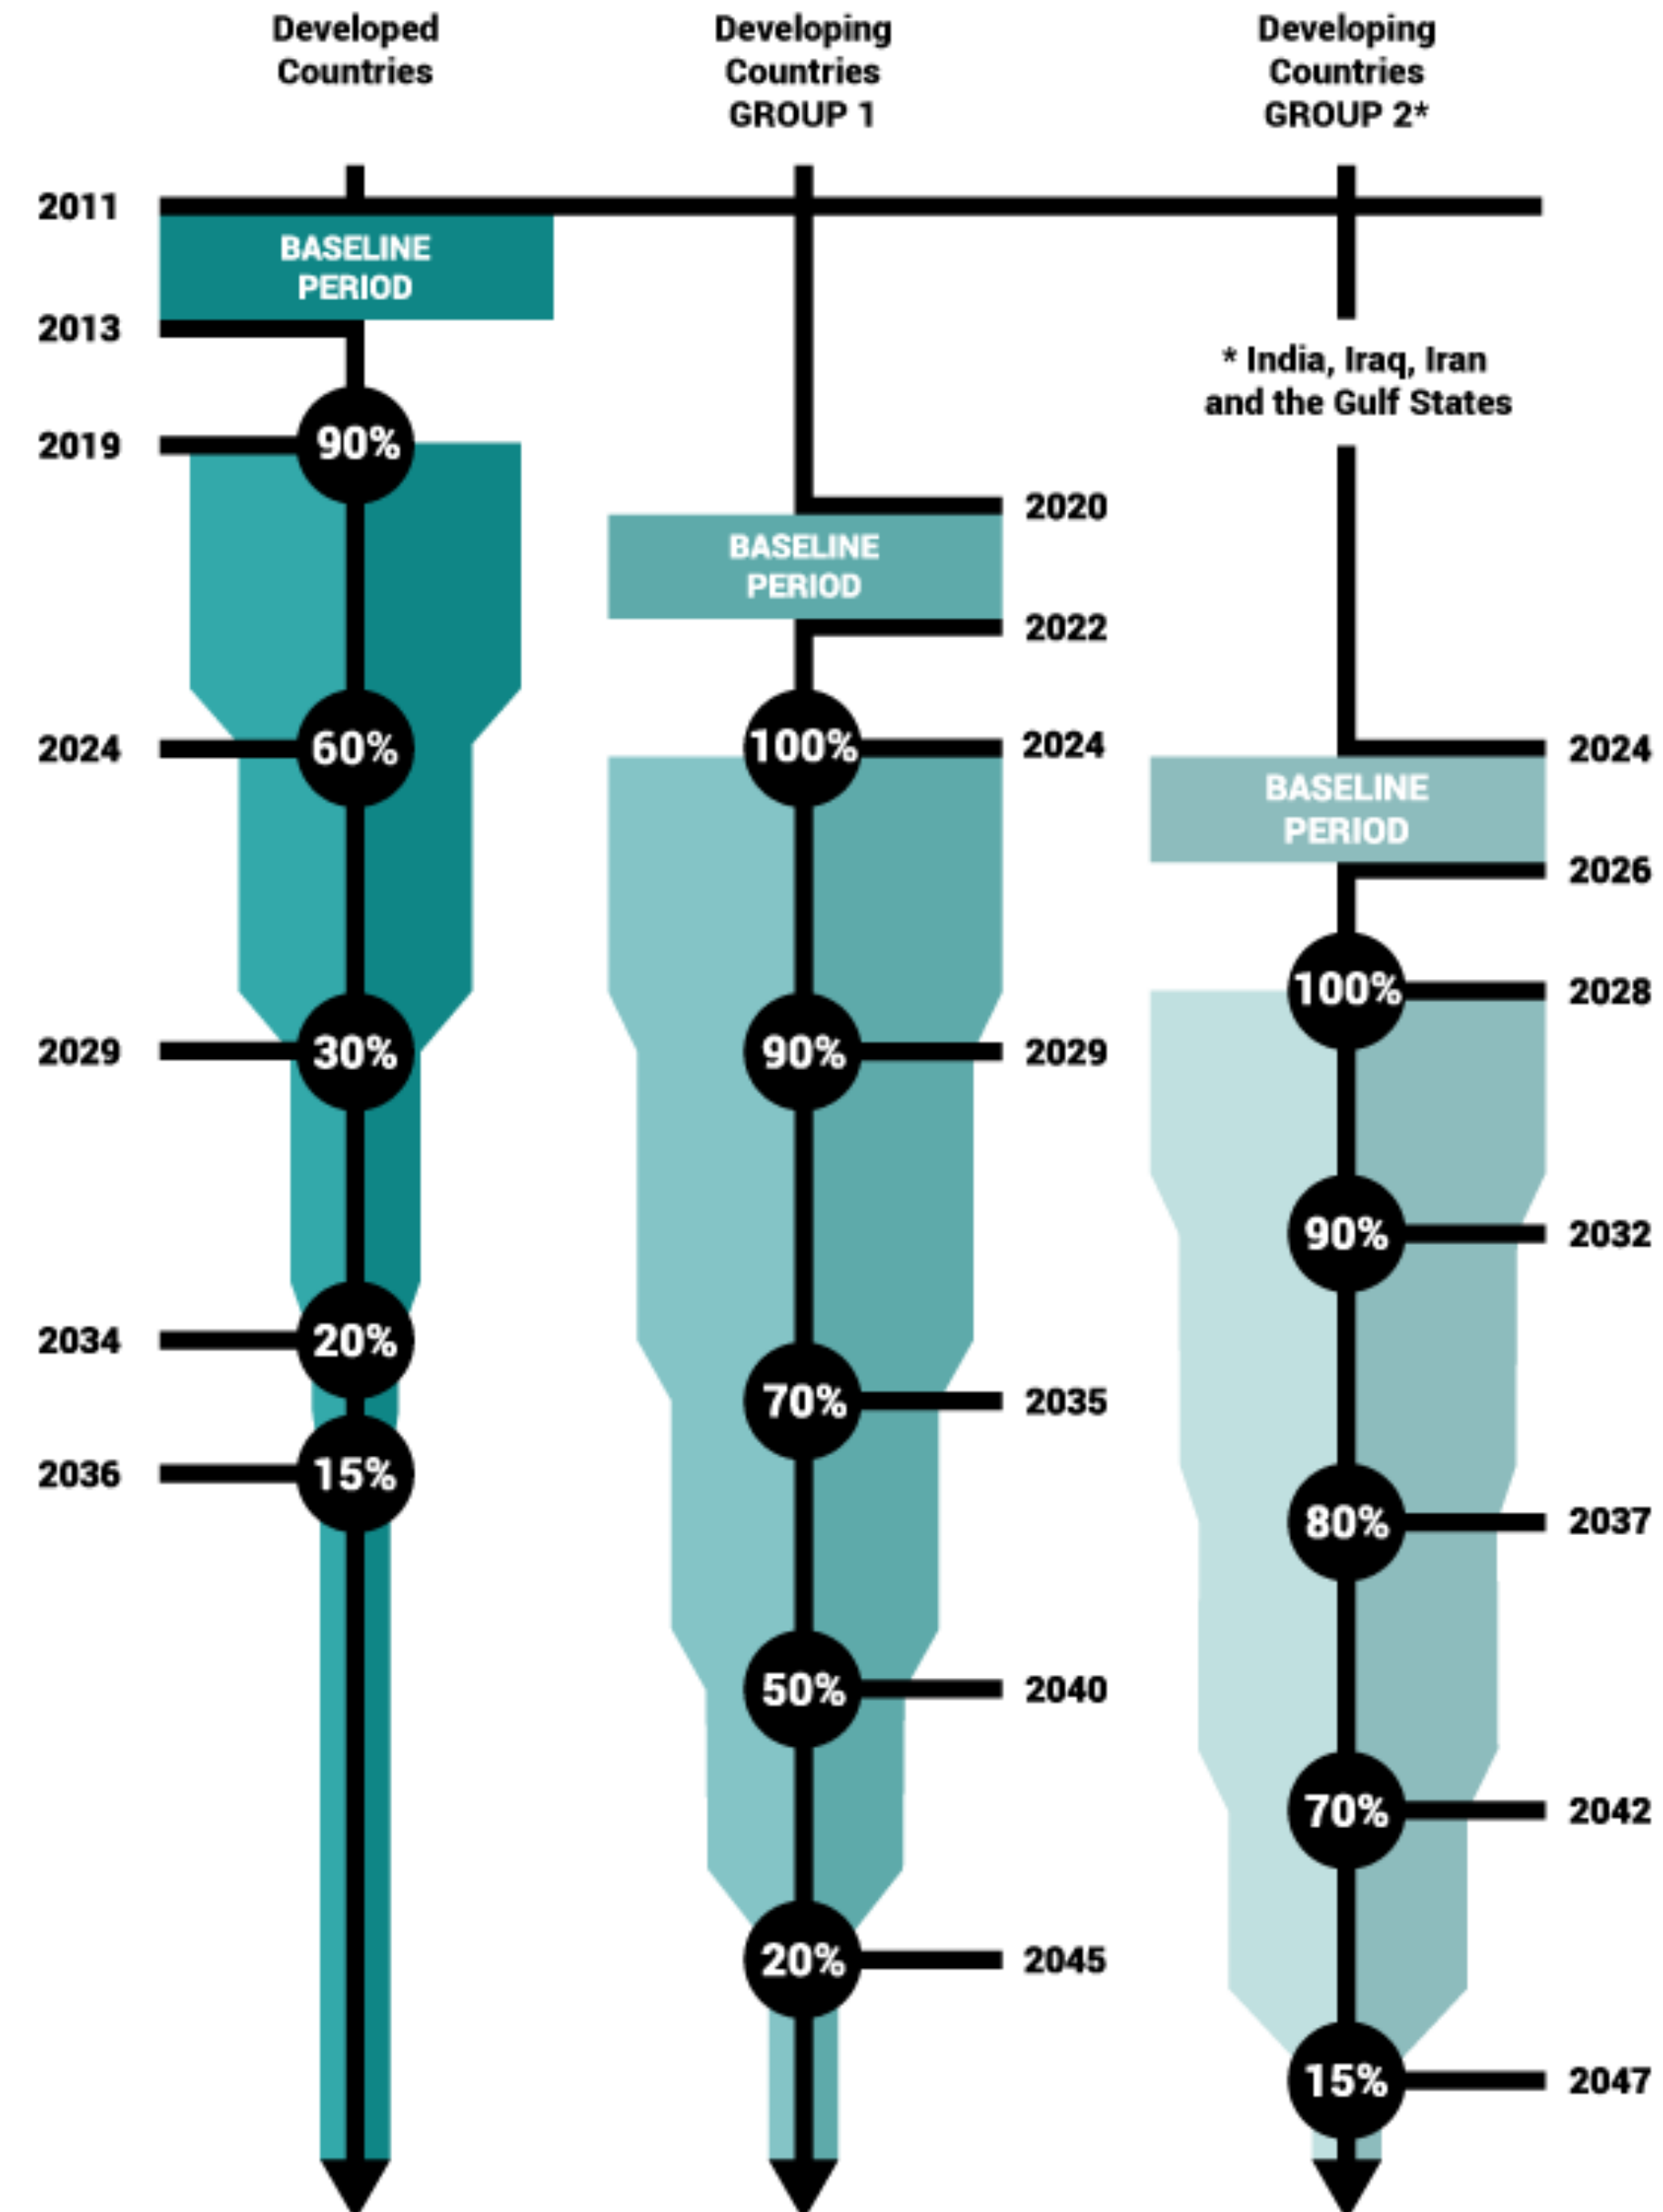 Developed
Countries
Developing
Countries
GROUP 1
Developing
Countries
GROUP 2*
2011
BASELINE
PERIOD
2013
* India, Iraq, Iran
and the Gulf States
2019
90%
2020
BASELINE
PERIOD
2022
2024
60%
100%
2024
2024
BASELINE
PERIOD
2026
100%
2028
2029
30%
90%
2029
90%
2032
2034
20%
70%
2035
2036
15%
80%
2037
50%
2040
70%
2042
20%
2045
15%
2047